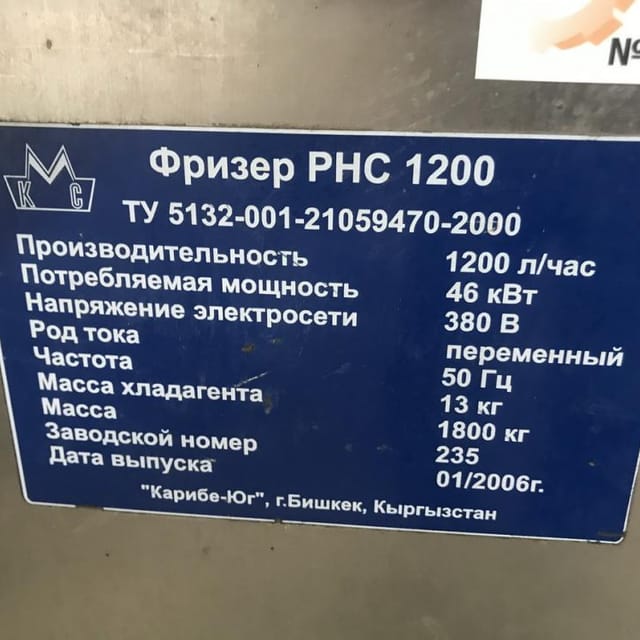 №
КМС
Фризер РНС 1200
ТУ 5132-001-21059470-2000
Производительность 1200 л/час
Потребляемая мощность 46 кВт
Напряжение электросети 380 В
Род тока переменный
Частота 50 Гц
Масса хладагента 13 кг
Масса 1800 кг
Заводской номер 235
Дата выпуска 01/2006г.
"Карибе-Юг", г.Бишкек, Кыргызстан